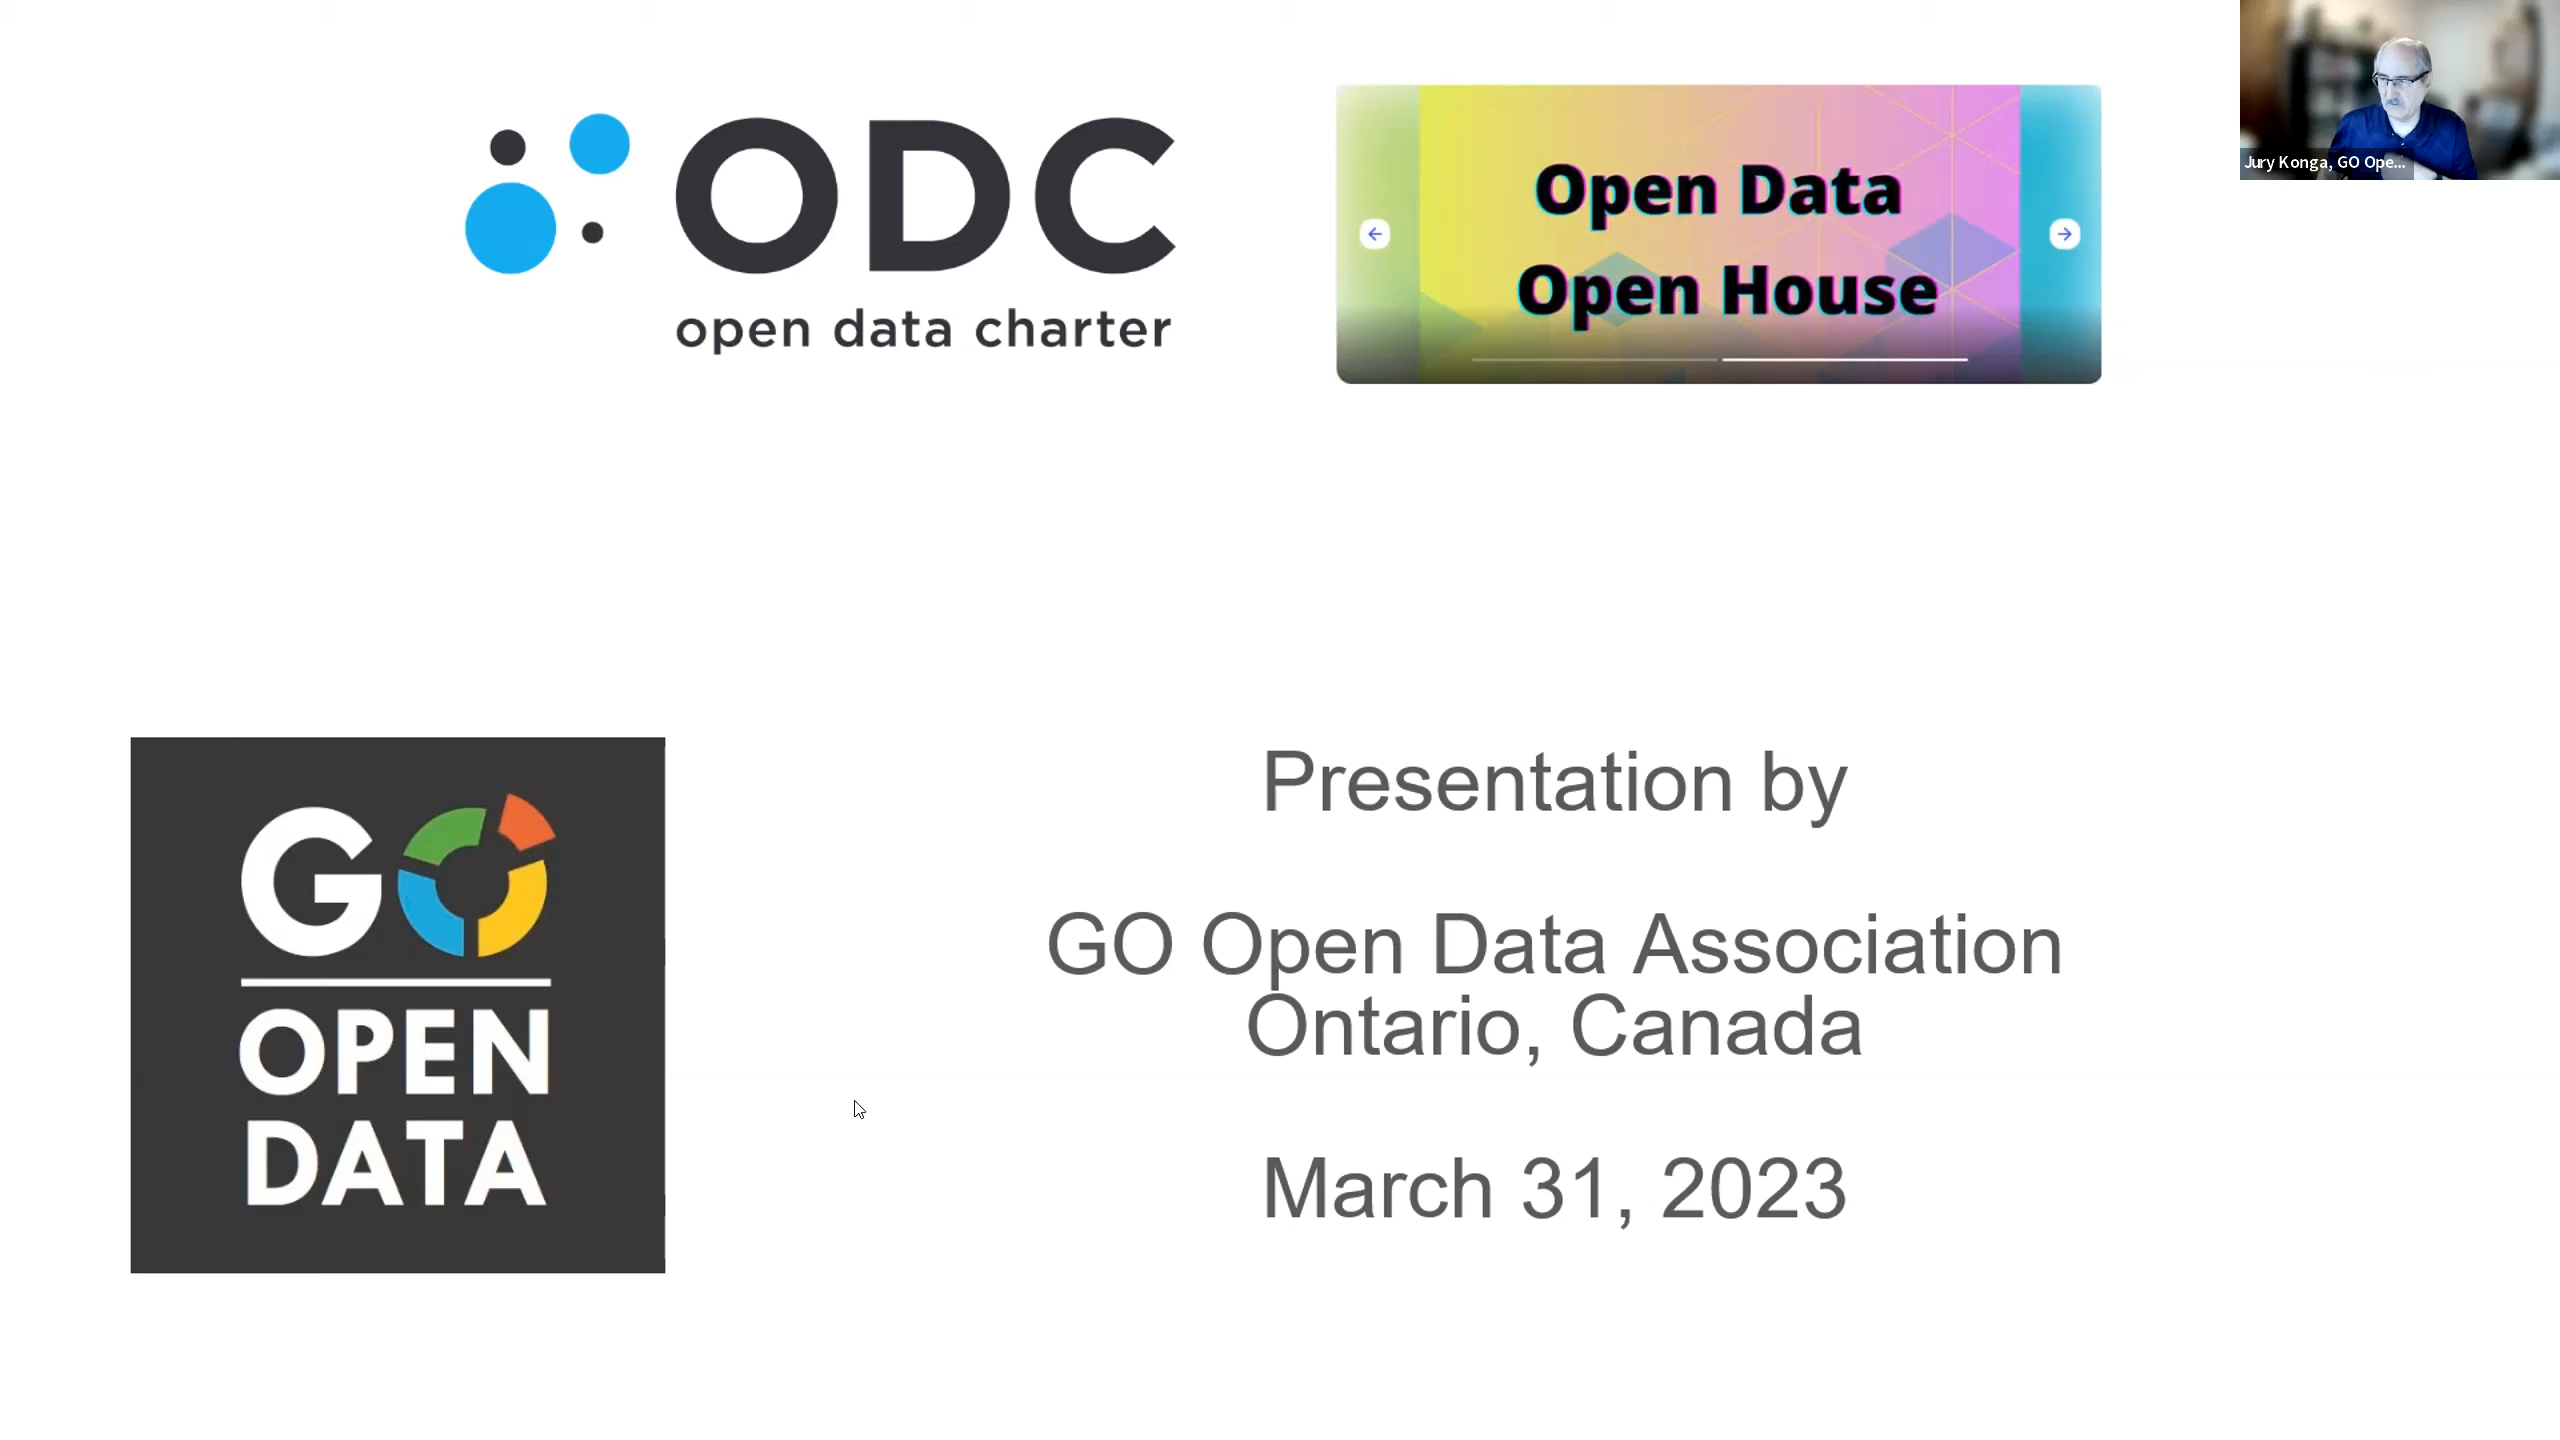 ODC
open data charter
Open Data
Open House
Jury Konga, GO Ope...
GO
OPEN
DATA
Presentation by
GO Open Data Association
Ontario, Canada
March 31, 2023